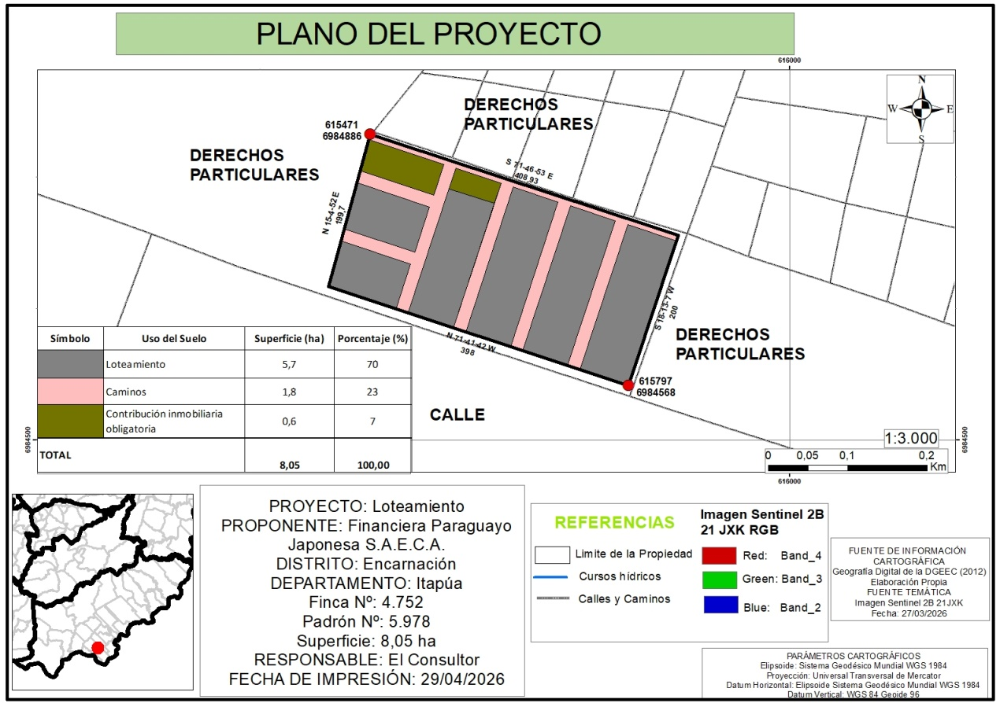 PLANO DEL PROYECTO
616000
N
W E
S
DERECHOS
PARTICULARES
615471
6984886
DERECHOS
PARTICULARES
S 71-46-53 E
408,93
N 15-4-52 E
199,7
S 18-13-7 W
200
DERECHOS
PARTICULARES
N 71-41-42 W
398
615797
6984568
CALLE
Símbolo Uso del Suelo Superficie (ha) Porcentaje (%)
Loteamiento 5,7 70
Caminos 1,8 23
Contribución inmobiliaria
obligatoria 0,6 7
TOTAL 8,05 100,00
6984500
6984500
1:3.000
0 0,05 0,1 0,2
Km
616000
PROYECTO: Loteamiento
PROPONENTE: Financiera Paraguayo
Japonesa S.A.E.C.A.
DISTRITO: Encarnación
DEPARTAMENTO: Itapúa
Finca Nº: 4.752
Padrón Nº: 5.978
Superficie: 8,05 ha
RESPONSABLE: El Consultor
FECHA DE IMPRESIÓN: 29/04/2026
REFERENCIAS
Limite de la Propiedad
Cursos hídricos
Calles y Caminos
Imagen Sentinel 2B
21 JXK RGB
Red: Band_4
Green: Band_3
Blue: Band_2
FUENTE DE INFORMACIÓN
CARTOGRÁFICA
Geografía Digital de la DGEEC (2012)
Elaboración Propia
FUENTE TEMÁTICA
Imagen Sentinel 2B 21JXK
Fecha: 27/03/2026
PARÁMETROS CARTOGRÁFICOS
Elipsoide: Sistema Geodésico Mundial WGS 1984
Proyección: Universal Transversal de Mercator
Datum Horizontal: Elipsoide Sistema Geodésico Mundial WGS 1984
Datum Vertical: WGS 84 Geoide 96